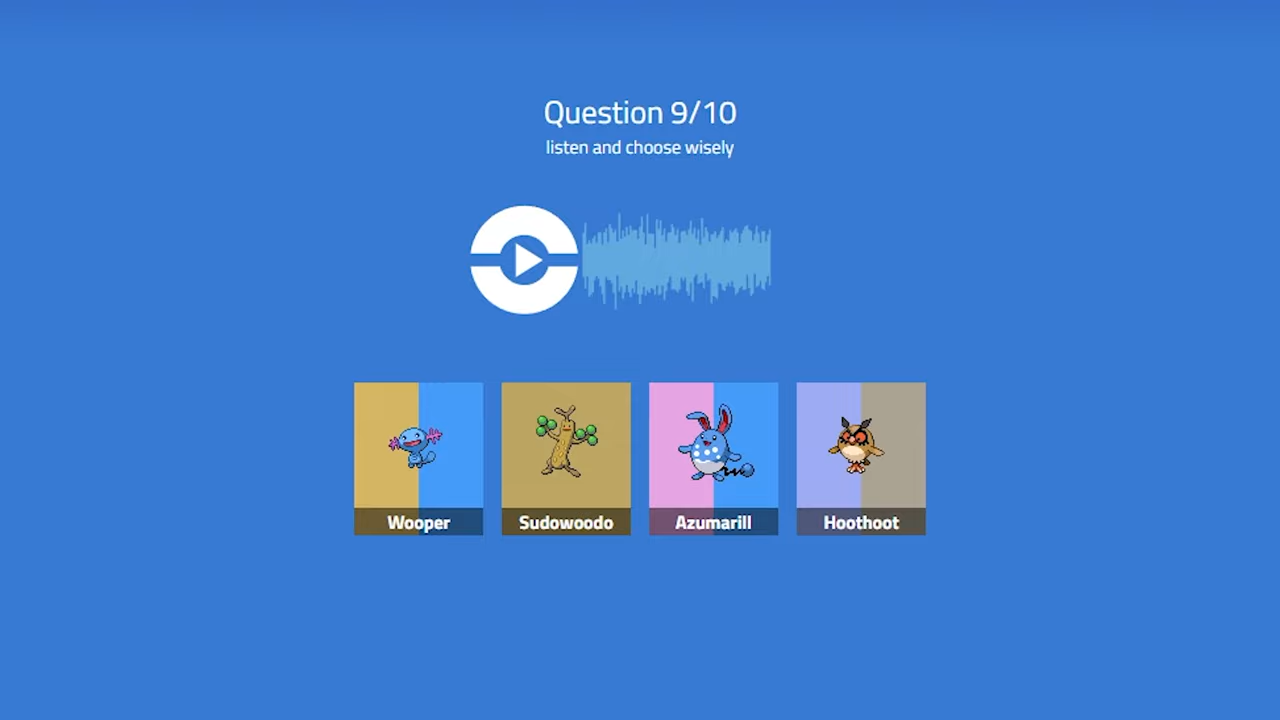 Question 9/10
listen and choose wisely
Wooper
Sudowoodo
Azumarill
Hoothoot